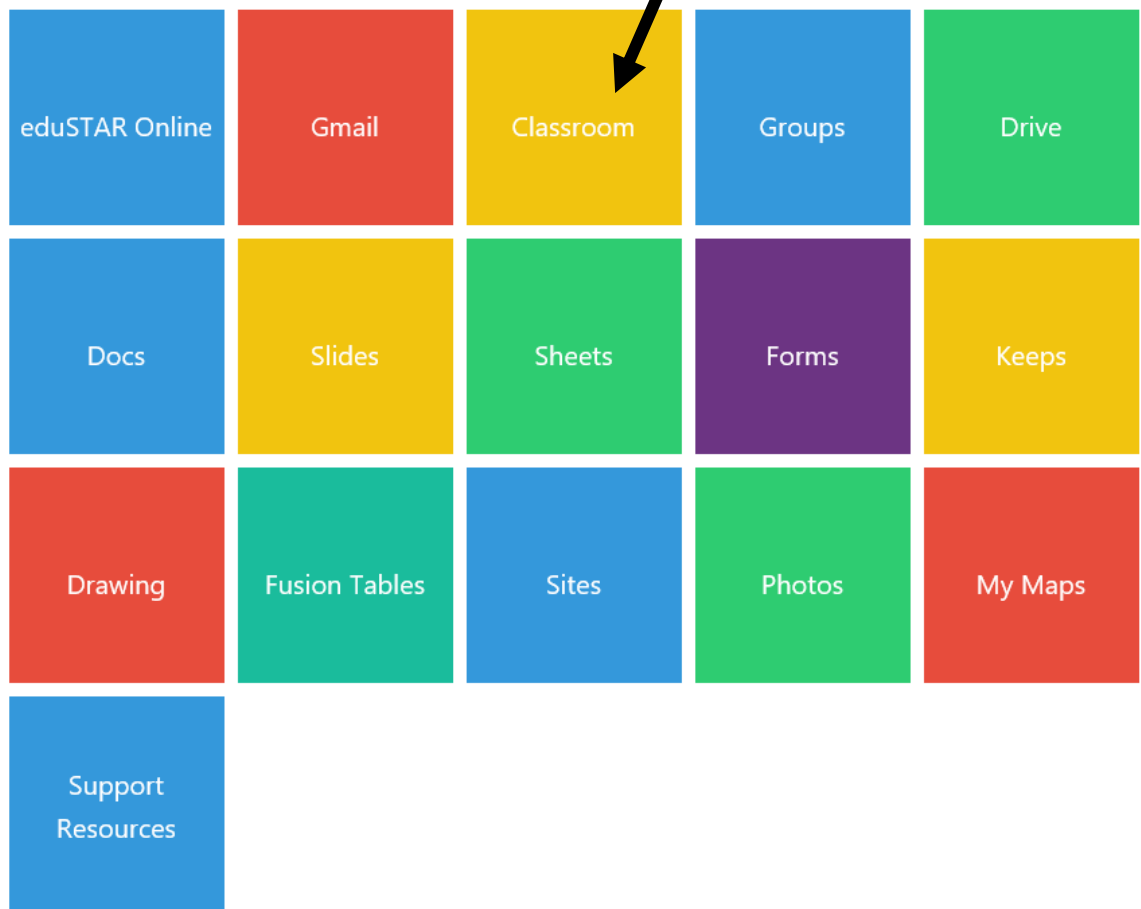 eduSTAR Online
Gmail
Classroom
Groups
Drive
Docs
Slides
Sheets
Forms
Keeps
Drawing
Fusion Tables
Sites
Photos
My Maps
Support
Resources